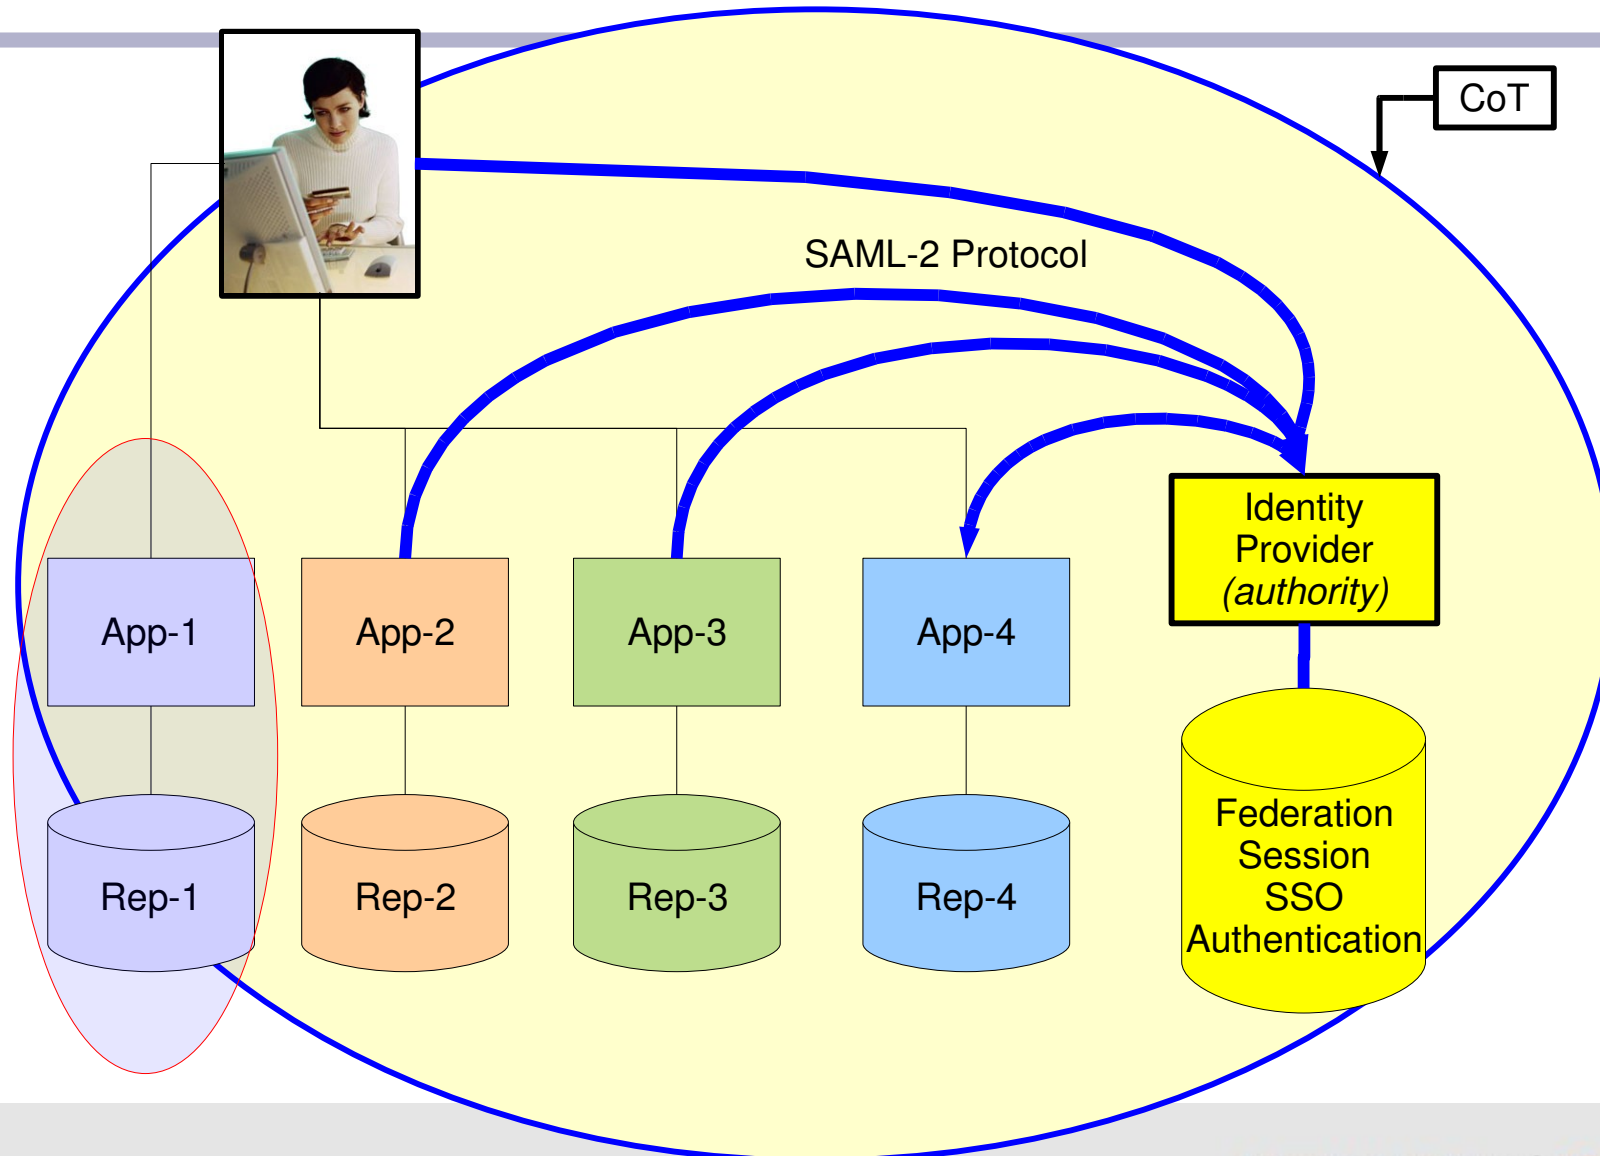 CoT
SAML-2 Protocol
Identity
Provider
(authority)
App-1
App-2
App-3
App-4
Federation
Session
SSO
Authentication
Rep-1
Rep-2
Rep-3
Rep-4